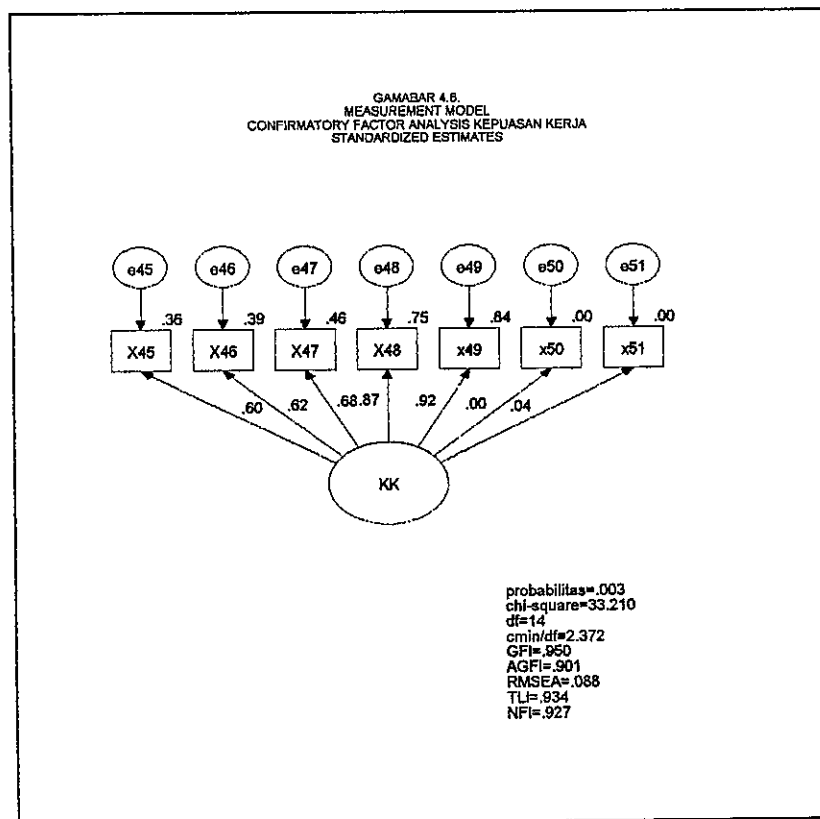 GAMABAR 4.6.
MEASUREMENT MODEL
CONFIRMATORY FACTOR ANALYSIS KEPUASAN KERJA
STANDARDIZED ESTIMATES
e45 e46 e47 e48 e49 e50 e51
.36 .39 .46 .75 .84 .00 .00
X45 X46 X47 X48 x49 x50 x51
.60 .62 .68 .87 .92 .00 .04
KK
probabilitas=.003
chi-square=33.210
df=14
cmin/df=2.372
GFI=.950
AGFI=.901
RMSEA=.088
TLI=.934
NFI=.927